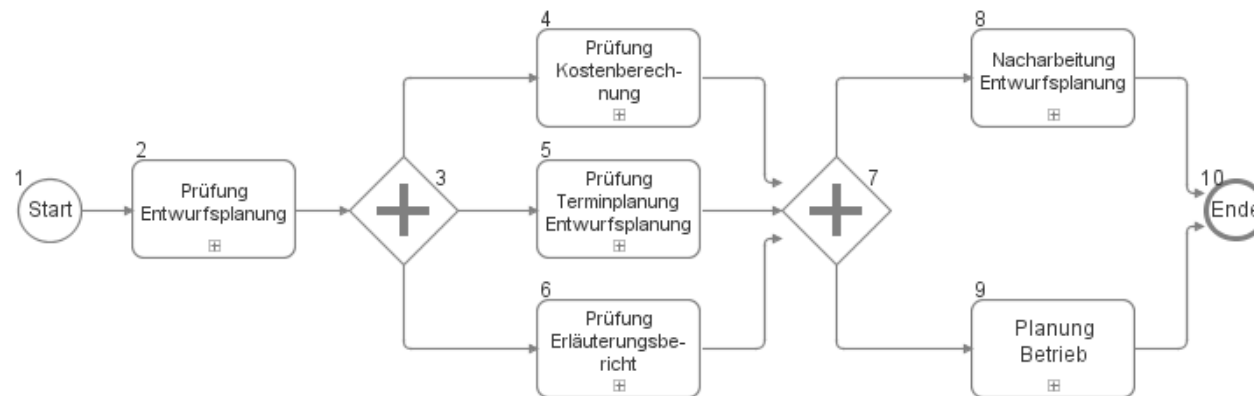 1
Start
2
Prüfung
Entwurfsplanung
3
4
Prüfung
Kostenberech-
nung
5
Prüfung
Terminplanung
Entwurfsplanung
6
Prüfung
Erläuterungsbe-
richt
7
8
Nacharbeitung
Entwurfsplanung
9
Planung
Betrieb
10
Ende